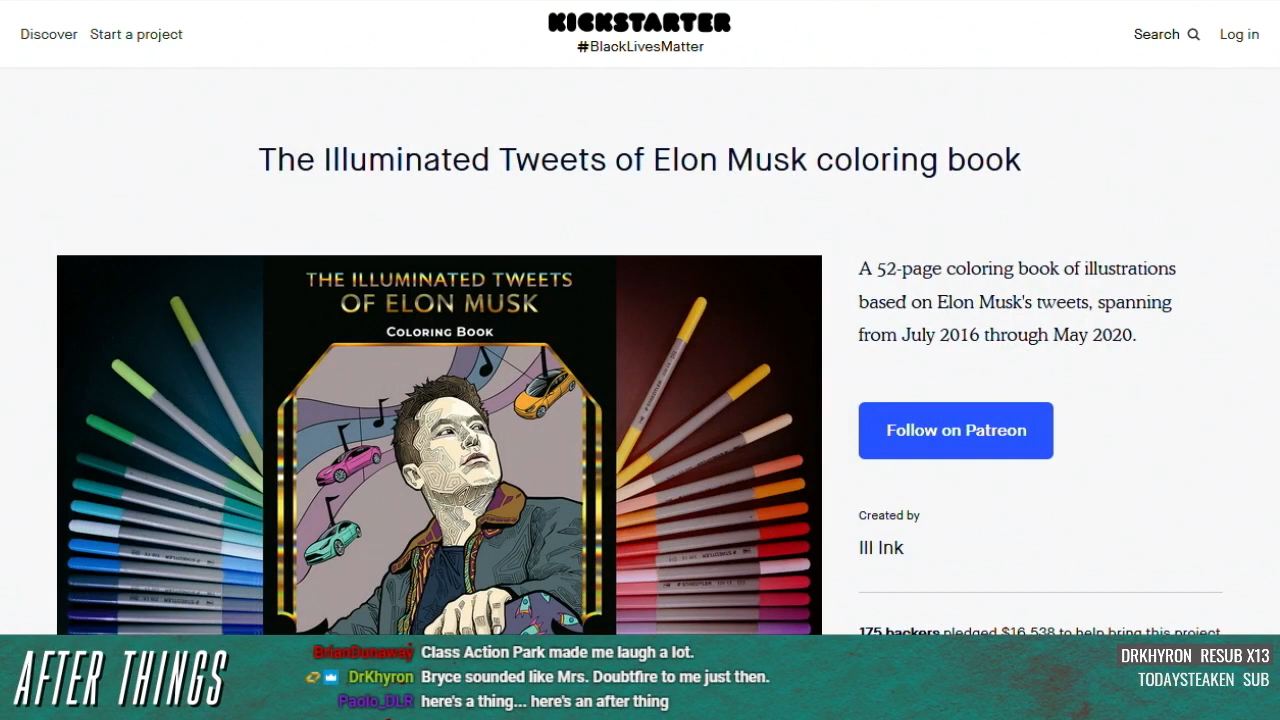 Discover Start a project
KICKSTARTER
#BlackLivesMatter
Search Log in
The Illuminated Tweets of Elon Musk coloring book
THE ILLUMINATED TWEETS
OF ELON MUSK
COLORING BOOK
A 52-page coloring book of illustrations
based on Elon Musk's tweets, spanning
from July 2016 through May 2020.
Follow on Patreon
Created by
Ill Ink
175 backers pledged $16,538 to help bring this project
AFTER THINGS
BrianDunaway Class Action Park made me laugh a lot.
DrKhyron Bryce sounded like Mrs. Doubtfire to me just then.
Paolo_DLR here's a thing... here's an after thing
DRKHYRON RESUB X13
TODAYSTEAKEN SUB